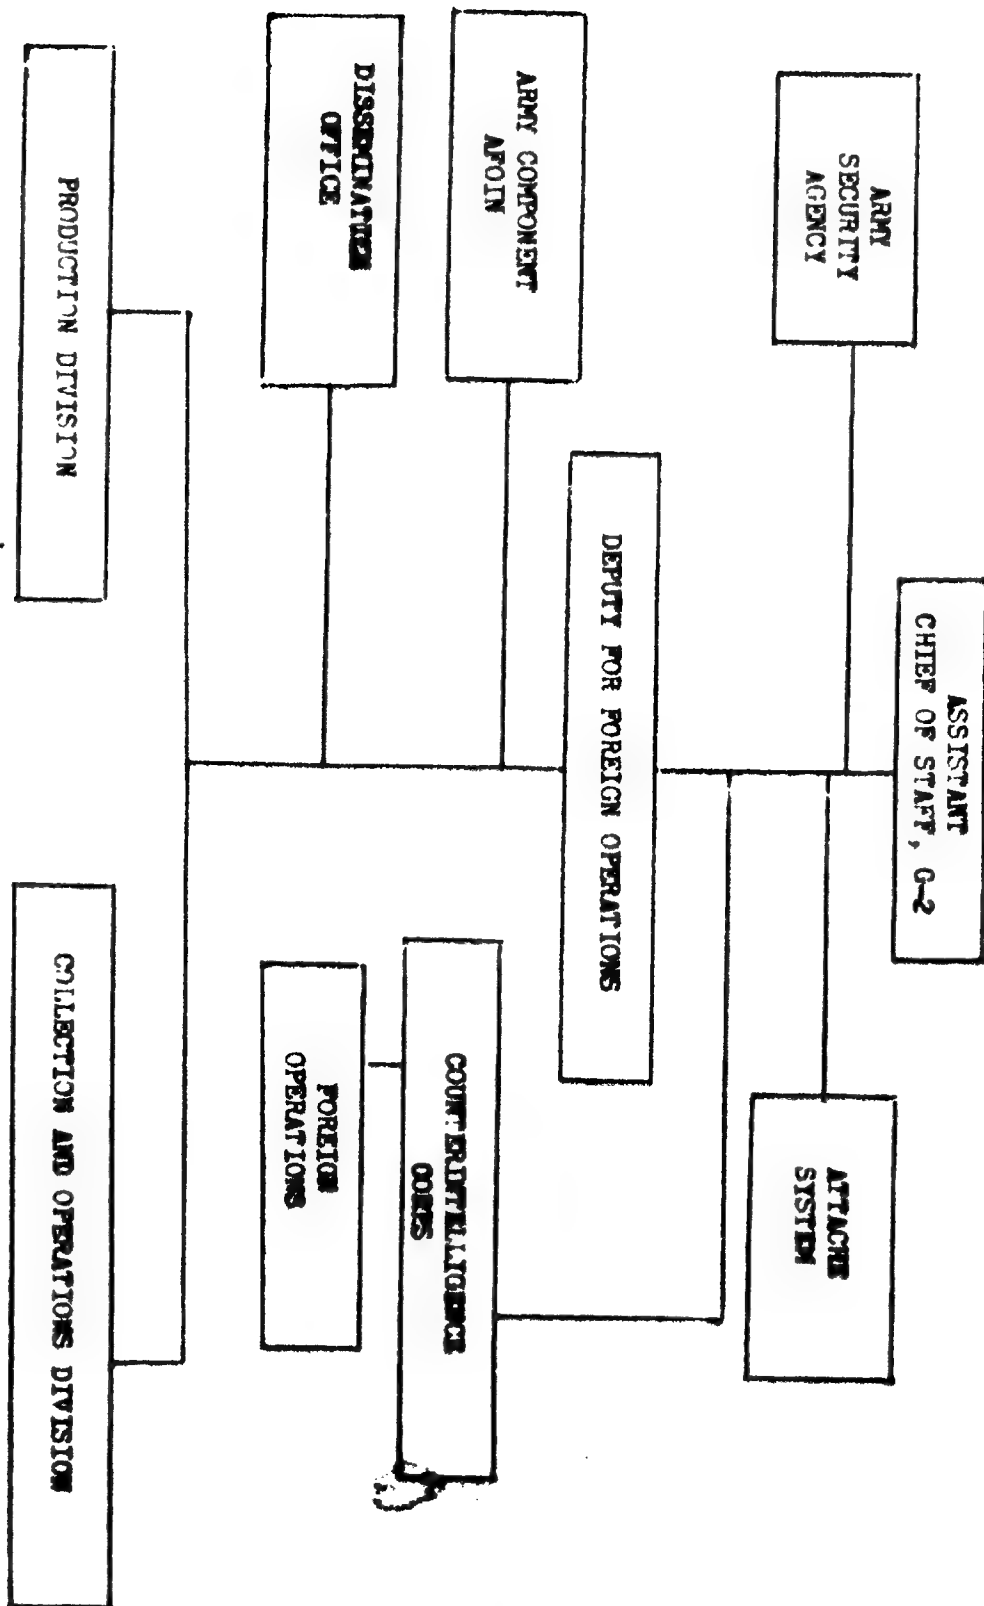 ASSISTANT
CHIEF OF STAFF, G-2
ARMY
SECURITY
AGENCY
ATTACHE
SYSTEM
DEPUTY FOR FOREIGN OPERATIONS
ARMY COMPONENT
AFOIN
COUNTERINTELLIGENCE
CORPS
DISSEMINATION
OFFICE
FOREIGN
OPERATIONS
PRODUCTION DIVISION
COLLECTION AND OPERATIONS DIVISION